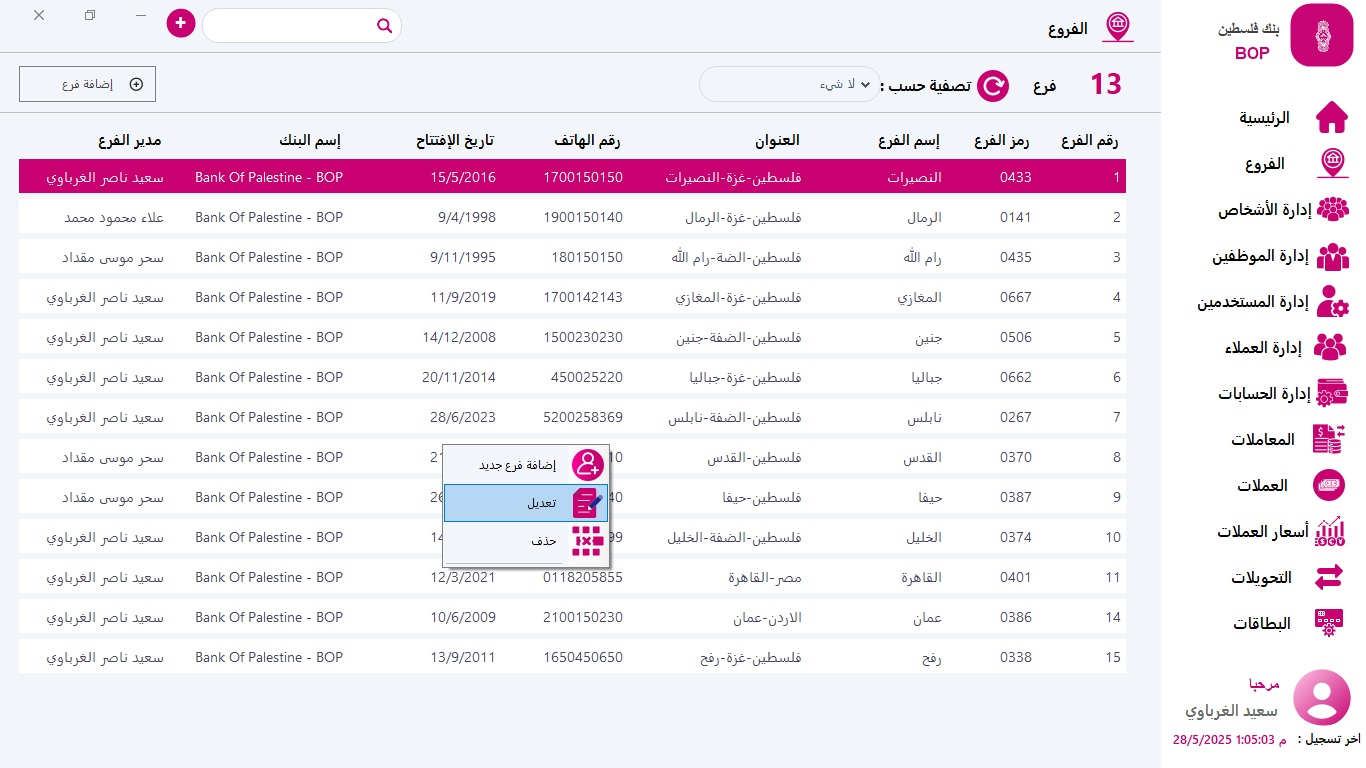 الفروع
بنك فلسطين
BOP
13 فرع تصفية حسب : لا شيء إضافة فرع
رقم الفرع رمز الفرع إسم الفرع العنوان رقم الهاتف تاريخ الإفتتاح إسم البنك مدير الفرع
1 0433 النصيرات فلسطين-غزة-النصيرات 1700150150 15/5/2016 Bank Of Palestine - BOP سعيد ناصر الغرباوي
2 0141 الرمال فلسطين-غزة-الرمال 1900150140 9/4/1998 Bank Of Palestine - BOP علاء محمود محمد
3 0435 رام الله فلسطين-الضة-رام الله 180150150 9/11/1995 Bank Of Palestine - BOP سحر موسى مقداد
4 0667 المغازي فلسطين-غزة-المغازي 1700142143 11/9/2019 Bank Of Palestine - BOP سعيد ناصر الغرباوي
5 0506 جنين فلسطين-الضفة-جنين 1500230230 14/12/2008 Bank Of Palestine - BOP سعيد ناصر الغرباوي
6 0662 جباليا فلسطين-غزة-جباليا 450025220 20/11/2014 Bank Of Palestine - BOP سعيد ناصر الغرباوي
7 0267 نابلس فلسطين-الضفة-نابلس 5200258369 28/6/2023 Bank Of Palestine - BOP سعيد ناصر الغرباوي
8 0370 القدس فلسطين-القدس 10 21 Bank Of Palestine - BOP سحر موسى مقداد
9 0387 حيفا فلسطين-حيفا 40 26 Bank Of Palestine - BOP سحر موسى مقداد
10 0374 الخليل فلسطين-الضفة-الخليل 99 14 Bank Of Palestine - BOP سعيد ناصر الغرباوي
11 0401 القاهرة مصر-القاهرة 0118205855 12/3/2021 Bank Of Palestine - BOP سعيد ناصر الغرباوي
14 0386 عمان الاردن-عمان 2100150230 10/6/2009 Bank Of Palestine - BOP سعيد ناصر الغرباوي
15 0338 رفح فلسطين-غزة-رفح 1650450650 13/9/2011 Bank Of Palestine - BOP سعيد ناصر الغرباوي
إضافة فرع جديد
تعديل
حذف
الرئيسية
الفروع
إدارة الأشخاص
إدارة الموظفين
إدارة المستخدمين
إدارة العملاء
إدارة الحسابات
المعاملات
العملات
أسعار العملات
التحويلات
البطاقات
مرحبا
سعيد الغرباوي
اخر تسجيل : 28/5/2025 1:05:03 م